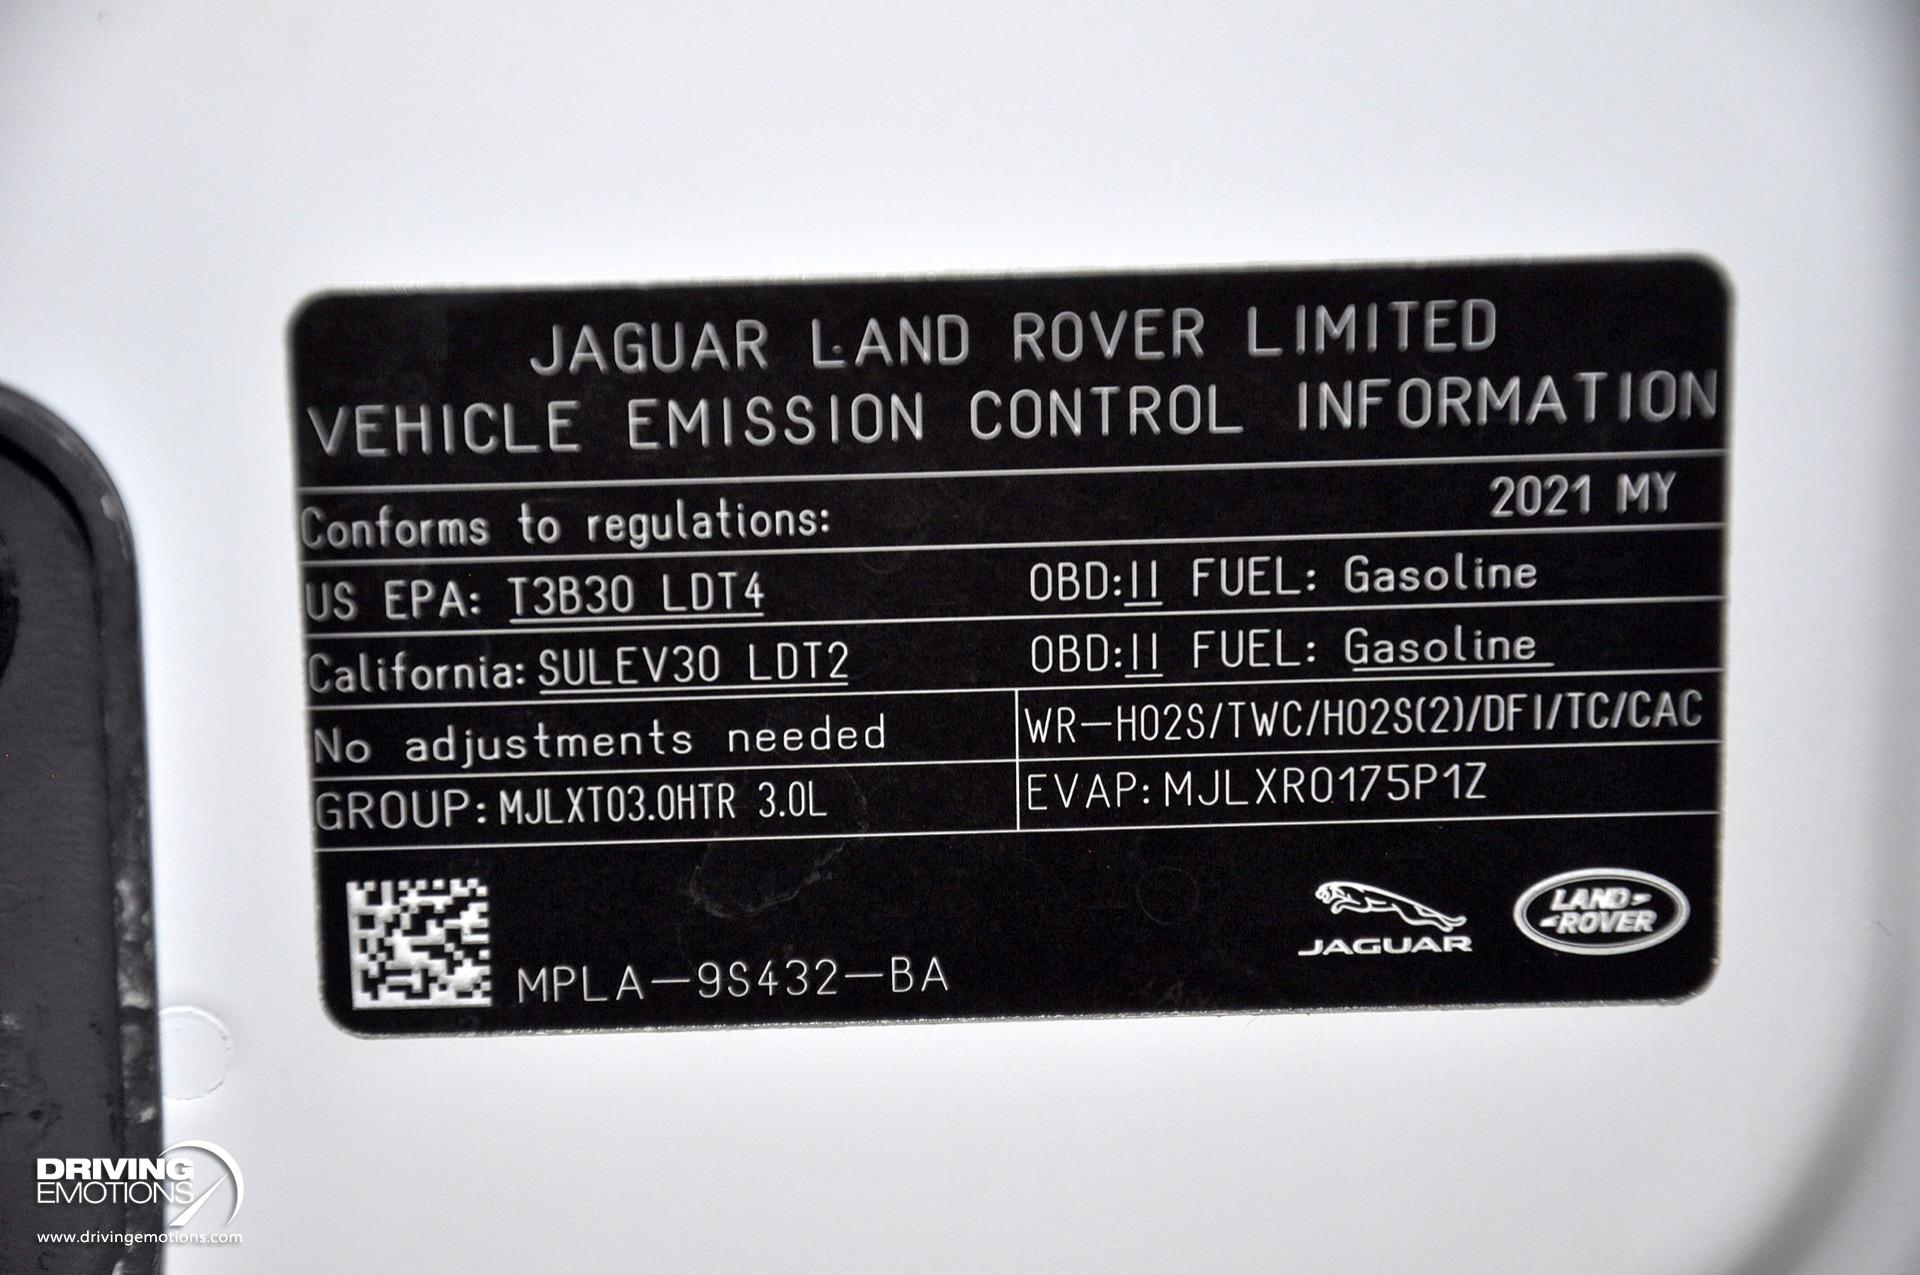 JAGUAR LAND ROVER LIMITED
VEHICLE EMISSION CONTROL INFORMATION
Conforms to regulations: 2021 MY
US EPA: T3B30 LDT4 OBD:II FUEL: Gasoline
California: SULEV30 LDT2 OBD:II FUEL: Gasoline
No adjustments needed WR-HO2S/TWC/HO2S(2)/DFI/TC/CAC
GROUP: MJLXT03.0HTR 3.0L EVAP: MJLXR0175P1Z
LAND
ROVER
JAGUAR
MPLA-9S432-BA
DRIVING
EMOTIONS
www.drivingemotions.com